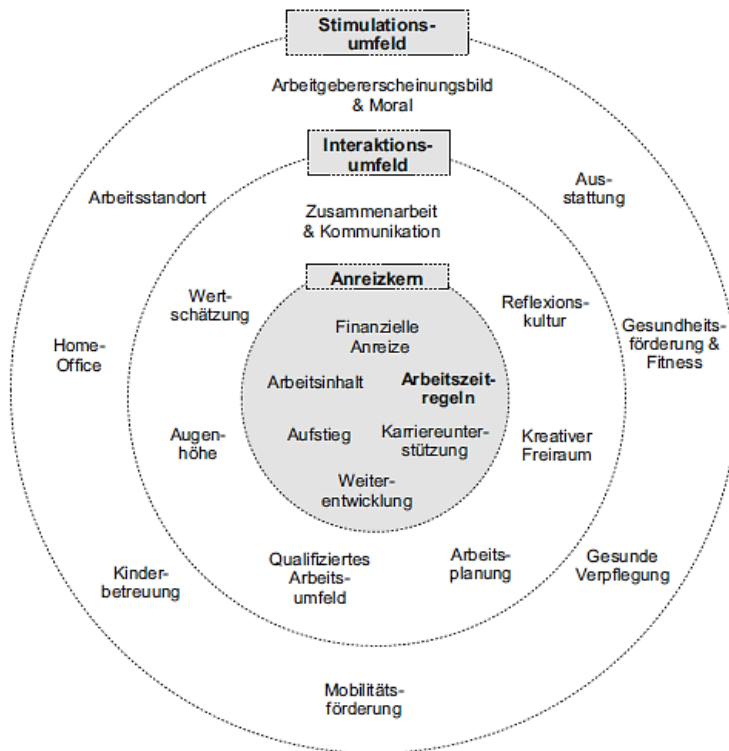 Stimulations-
umfeld
Arbeitgebererscheinungsbild
& Moral
Interaktions-
umfeld
Aus-
stattung
Arbeitsstandort
Zusammenarbeit
& Kommunikation
Anreizkern
Wert-
schätzung
Reflexions-
kultur
Finanzielle
Anreize
Gesundheits-
förderung &
Fitness
Home-
Office
Arbeitsinhalt
Arbeitszeit-
regeln
Augen-
höhe
Aufstieg
Karriereunter-
stützung
Kreativer
Freiraum
Weiter-
entwicklung
Qualifiziertes
Arbeits-
umfeld
Arbeits-
planung
Gesunde
Verpflegung
Kinder-
betreuung
Mobilitäts-
förderung